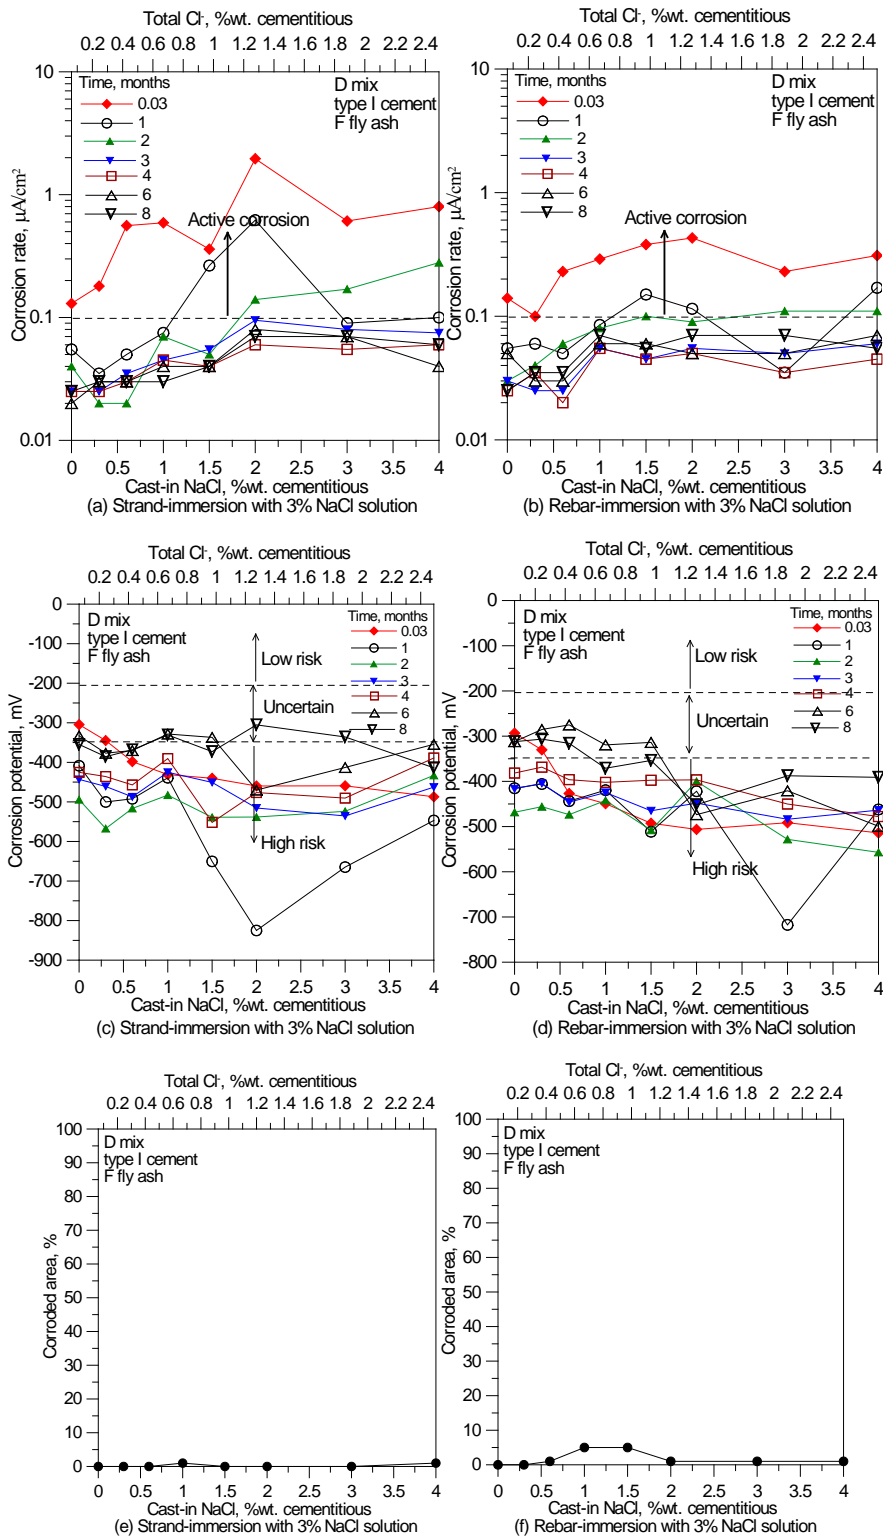 Total Cl-, %wt. cementitious
0.2 0.4 0.6 0.8 1 1.2 1.4 1.6 1.8 2 2.2 2.4
10
1
0.1
0.01
Corrosion rate, μA/cm²
Time, months
0.03
1
2
3
4
6
8
D mix
type I cement
F fly ash
Active corrosion
0 0.5 1 1.5 2 2.5 3 3.5 4
Cast-in NaCl, %wt. cementitious
(a) Strand-immersion with 3% NaCl solution
Total Cl-, %wt. cementitious
0.2 0.4 0.6 0.8 1 1.2 1.4 1.6 1.8 2 2.2 2.4
10
1
0.1
0.01
Corrosion rate, μA/cm²
Time, months
0.03
1
2
3
4
6
8
D mix
type I cement
F fly ash
Active corrosion
0 0.5 1 1.5 2 2.5 3 3.5 4
Cast-in NaCl, %wt. cementitious
(b) Rebar-immersion with 3% NaCl solution
Total Cl-, %wt. cementitious
0.2 0.4 0.6 0.8 1 1.2 1.4 1.6 1.8 2 2.2 2.4
0
-100
-200
-300
-400
-500
-600
-700
-800
-900
Corrosion potential, mV
D mix
type I cement
F fly ash
Time, months
0.03
1
2
3
4
6
8
Low risk
Uncertain
High risk
0 0.5 1 1.5 2 2.5 3 3.5 4
Cast-in NaCl, %wt. cementitious
(c) Strand-immersion with 3% NaCl solution
Total Cl-, %wt. cementitious
0.2 0.4 0.6 0.8 1 1.2 1.4 1.6 1.8 2 2.2 2.4
0
-100
-200
-300
-400
-500
-600
-700
-800
Corrosion potential, mV
D mix
type I cement
F fly ash
Time, months
0.03
1
2
3
4
6
8
Low risk
Uncertain
High risk
0 0.5 1 1.5 2 2.5 3 3.5 4
Cast-in NaCl, %wt. cementitious
(d) Rebar-immersion with 3% NaCl solution
Total Cl-, %wt. cementitious
0.2 0.4 0.6 0.8 1 1.2 1.4 1.6 1.8 2 2.2 2.4
100
90
80
70
60
50
40
30
20
10
0
Corroded area, %
D mix
type I cement
F fly ash
0 0.5 1 1.5 2 2.5 3 3.5 4
Cast-in NaCl, %wt. cementitious
(e) Strand-immersion with 3% NaCl solution
Total Cl-, %wt. cementitious
0.2 0.4 0.6 0.8 1 1.2 1.4 1.6 1.8 2 2.2 2.4
100
90
80
70
60
50
40
30
20
10
0
Corroded area, %
D mix
type I cement
F fly ash
0 0.5 1 1.5 2 2.5 3 3.5 4
Cast-in NaCl, %wt. cementitious
(f) Rebar-immersion with 3% NaCl solution